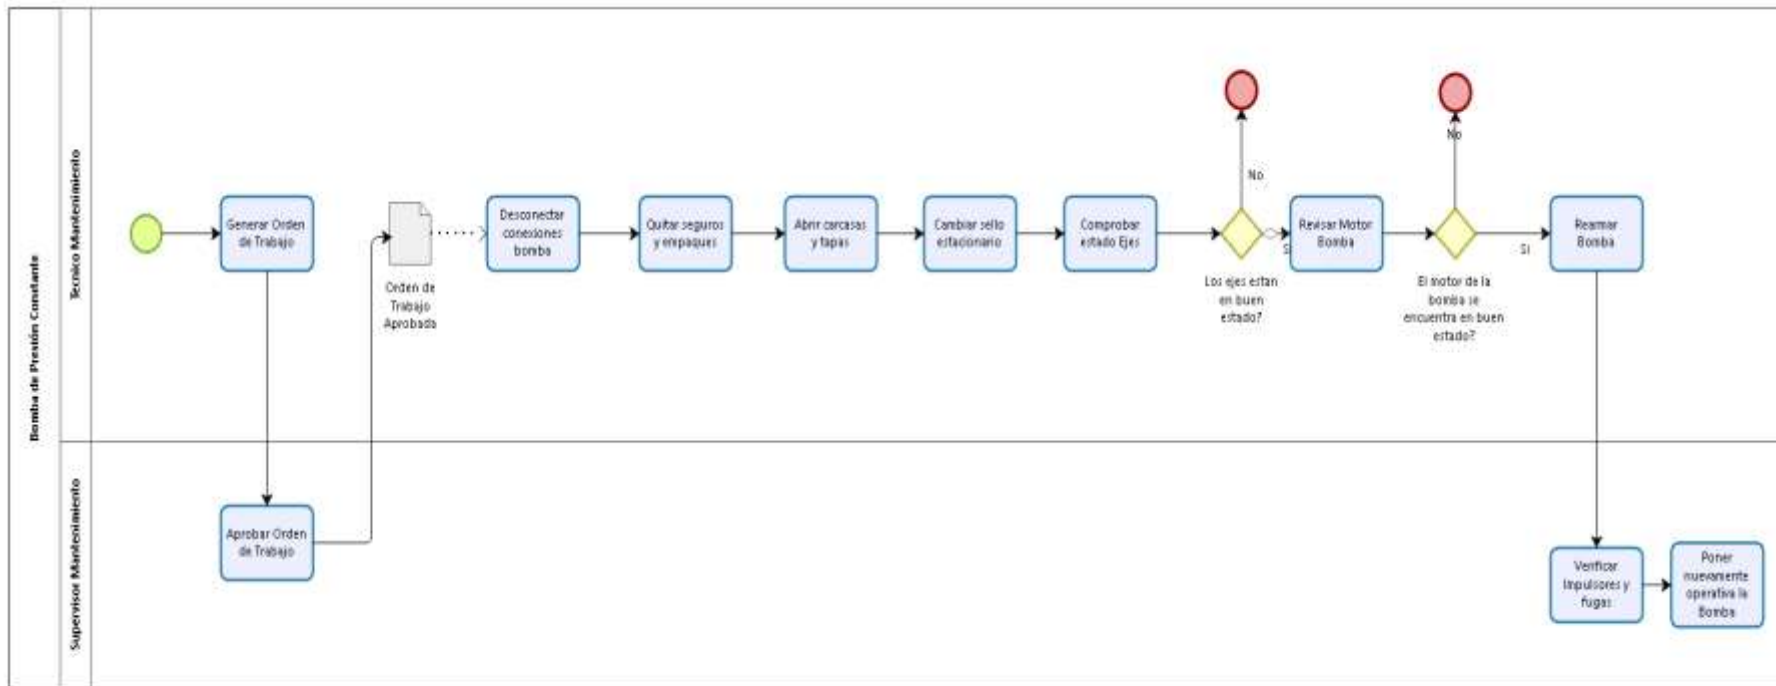 Bomba de Prestón Constante
Tecnico Mantenimiento
Generar Orden
de Trabajo
Orden de
Trabajo
Aprobada
Desconectar
conexiones
bomba
Quitar seguros
y empaques
Abrir carcasas
y tapas
Cambiar sello
estacionario
Comprobar
estado Ejes
No
Los ejes estan
en buen
estado?
S
Revisar Motor
Bomba
No
El motor de la
bomba se
encuentra en buen
estado?
Si
Rearmar
Bomba
Supervisor Mantenimiento
Aprobar Orden
de Trabajo
Verificar
Impulsores y
fugas
Poner
nuevamente
operativa la
Bomba